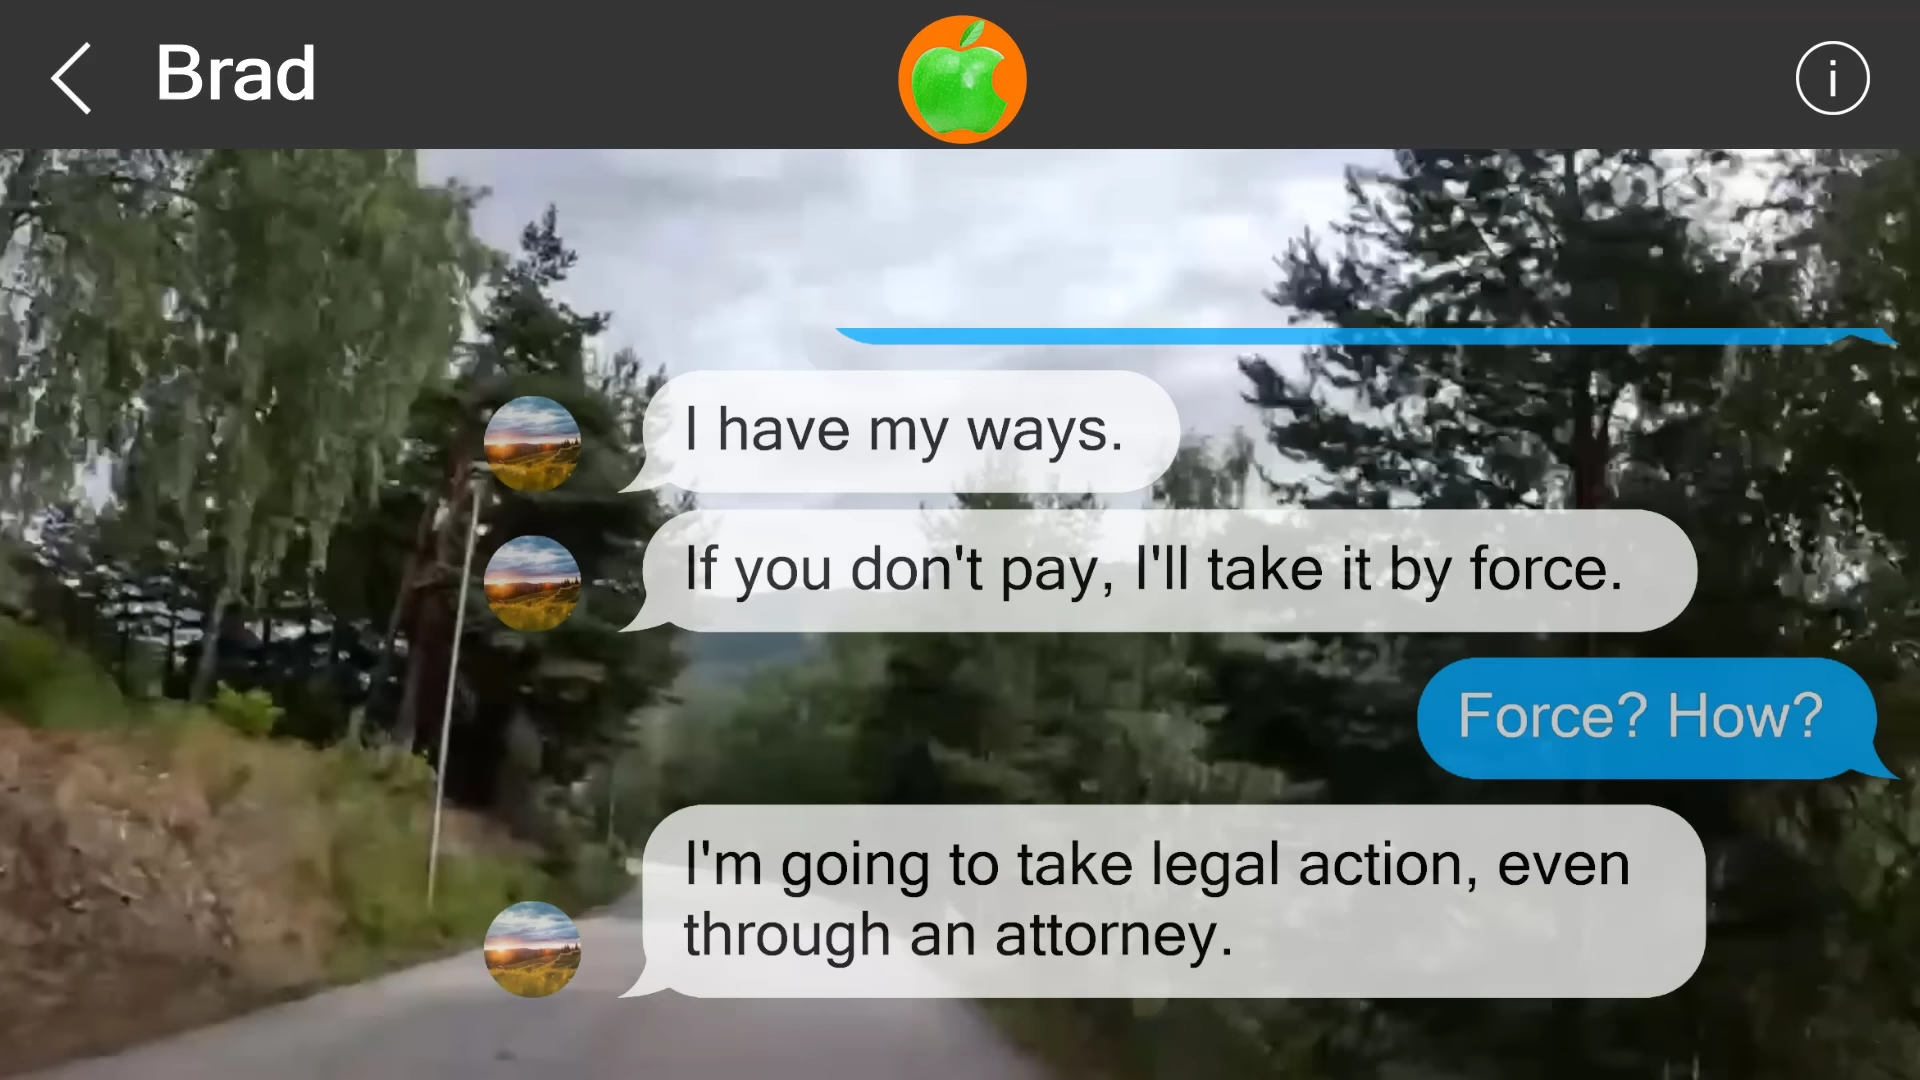 Brad
I have my ways.
If you don't pay, I'll take it by force.
Force? How?
I'm going to take legal action, even
through an attorney.